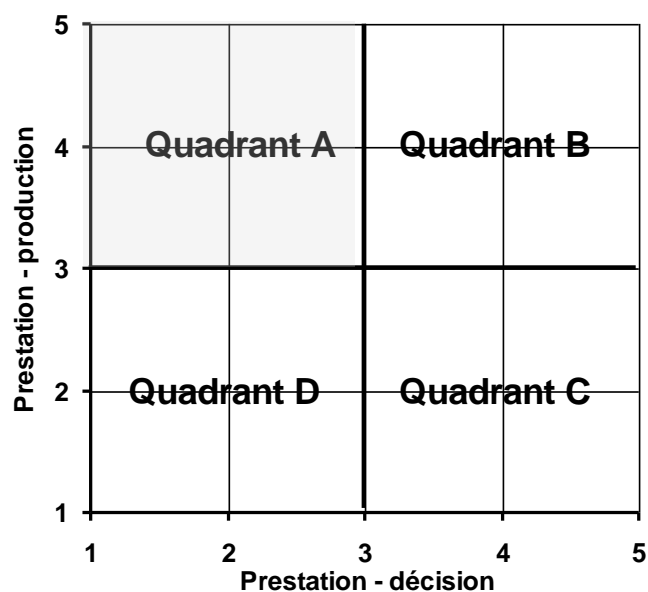 5
Quadrant A
Quadrant B
4
3
Quadrant D
Quadrant C
2
1
1 2 3 4 5
Prestation - production
Prestation - décision